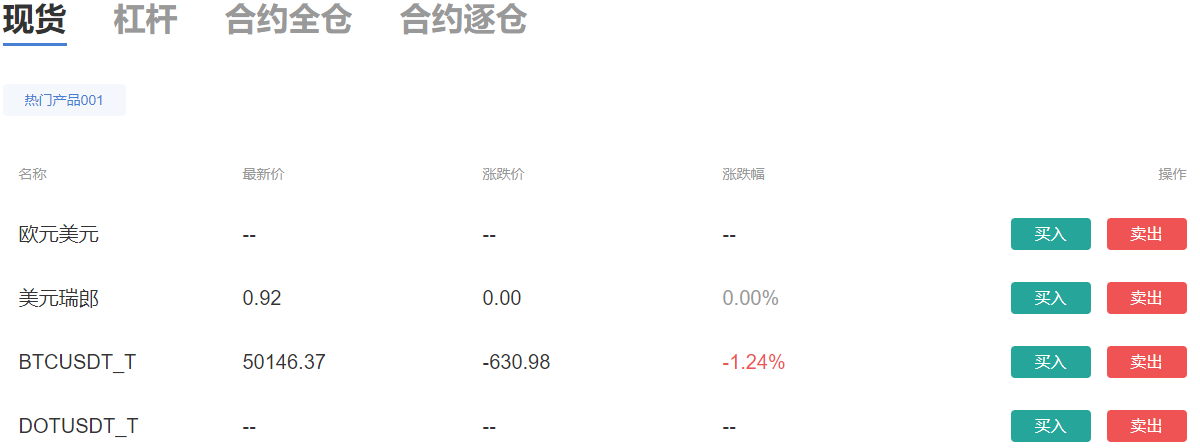 现货 杠杆 合约全仓 合约逐仓
热门产品001
名称 最新价 涨跌价 涨跌幅 操作
欧元美元 -- -- -- 买入 卖出
美元瑞郎 0.92 0.00 0.00% 买入 卖出
BTCUSDT_T 50146.37 -630.98 -1.24% 买入 卖出
DOTUSDT_T -- -- -- 买入 卖出